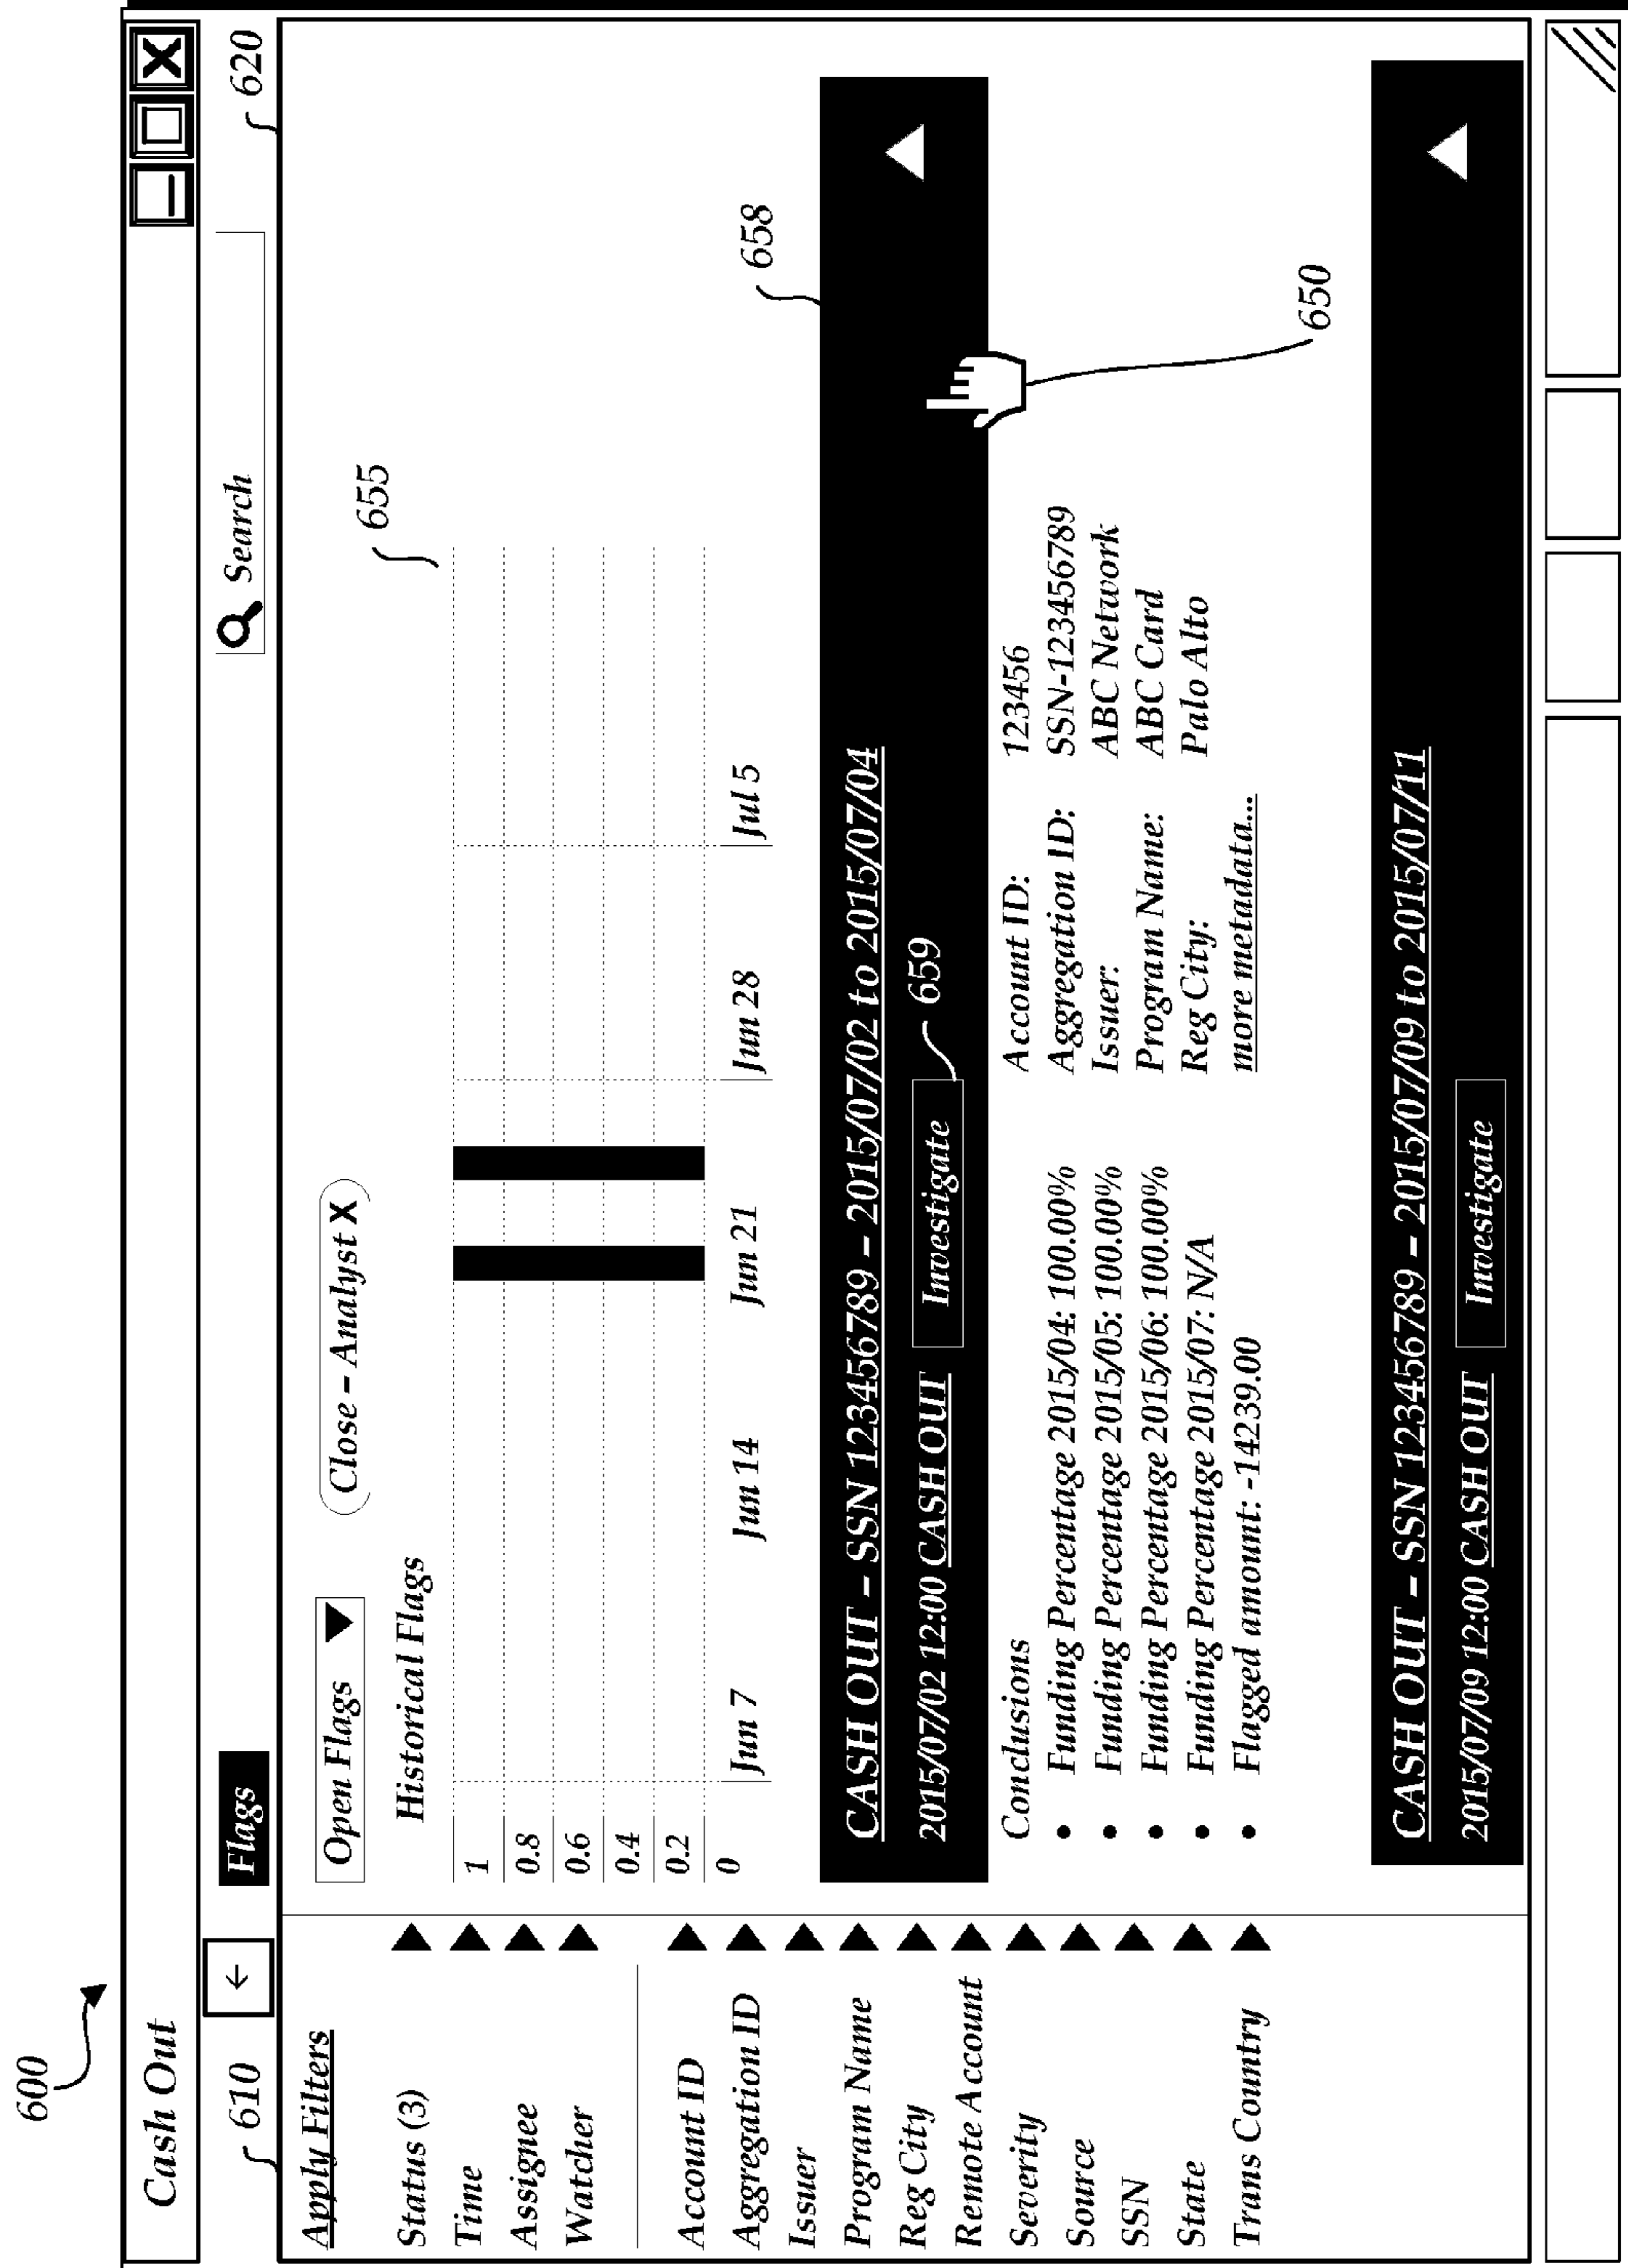 600
Cash Out
610
←
Flags
Search
620
Apply Filters
Status (3)
Time
Assignee
Watcher
Account ID
Aggregation ID
Issuer
Program Name
Reg City
Remote Account
Severity
Source
SSN
State
Trans Country
Open Flags
Close – Analyst X
Historical Flags
655
1
0.8
0.6
0.4
0.2
0
Jun 7
Jun 14
Jun 21
Jun 28
Jul 5
658
CASH OUT – SSN 123456789 – 2015/07/02 to 2015/07/04
2015/07/02 12:00 CASH OUT
Investigate
659
Conclusions
• Funding Percentage 2015/04: 100.00%
• Funding Percentage 2015/05: 100.00%
• Funding Percentage 2015/06: 100.00%
• Funding Percentage 2015/07: N/A
• Flagged amount: -14239.00
Account ID: 123456
Aggregation ID: SSN-123456789
Issuer: ABC Network
Program Name: ABC Card
Reg City: Palo Alto
more metadata...
650
CASH OUT – SSN 123456789 – 2015/07/09 to 2015/07/11
2015/07/09 12:00 CASH OUT
Investigate